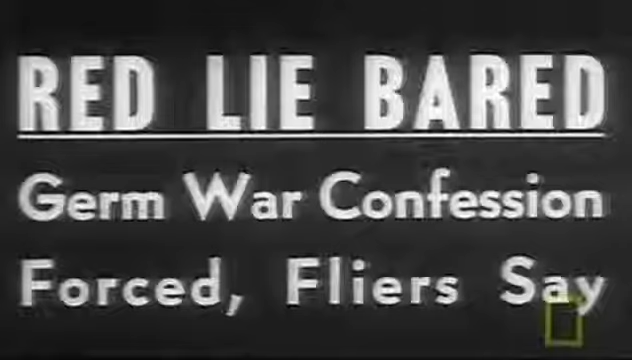 RED LIE BARED
Germ War Confession
Forced, Fliers Say